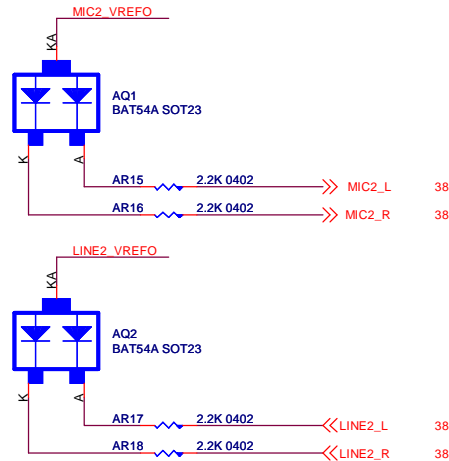 MIC2_VREFO
KA
AQ1
BAT54A SOT23
K
A
AR15 2.2K 0402 MIC2_L 38
AR16 2.2K 0402 MIC2_R 38
LINE2_VREFO
KA
AQ2
BAT54A SOT23
K
A
AR17 2.2K 0402 LINE2_L 38
AR18 2.2K 0402 LINE2_R 38